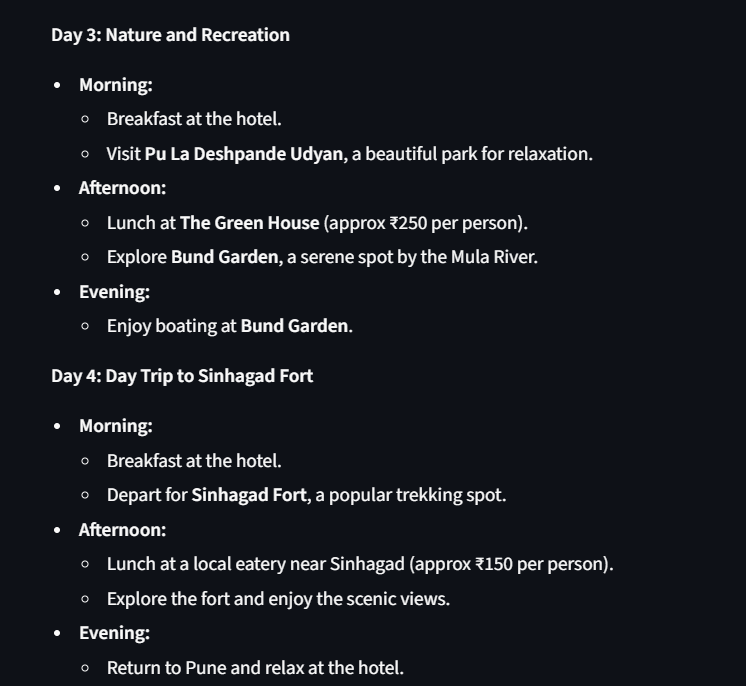 Day 3: Nature and Recreation
• Morning:
○ Breakfast at the hotel.
○ Visit Pu La Deshpande Udyan, a beautiful park for relaxation.
• Afternoon:
○ Lunch at The Green House (approx ₹250 per person).
○ Explore Bund Garden, a serene spot by the Mula River.
• Evening:
○ Enjoy boating at Bund Garden.
Day 4: Day Trip to Sinhagad Fort
• Morning:
○ Breakfast at the hotel.
○ Depart for Sinhagad Fort, a popular trekking spot.
• Afternoon:
○ Lunch at a local eatery near Sinhagad (approx ₹150 per person).
○ Explore the fort and enjoy the scenic views.
• Evening:
○ Return to Pune and relax at the hotel.